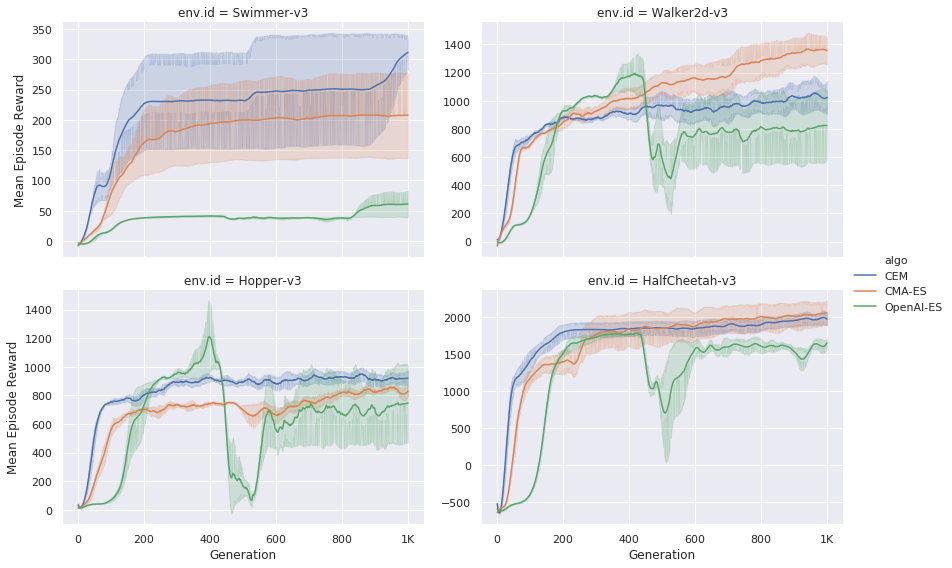 env.id = Swimmer-v3
350
300
250
200
150
100
50
0
Mean Episode Reward
env.id = Walker2d-v3
1400
1200
1000
800
600
400
200
0
env.id = Hopper-v3
1400
1200
1000
800
600
400
200
0
Mean Episode Reward
0 200 400 600 800 1K
Generation
env.id = HalfCheetah-v3
2000
1500
1000
500
0
−500
0 200 400 600 800 1K
Generation
algo
CEM
CMA-ES
OpenAI-ES